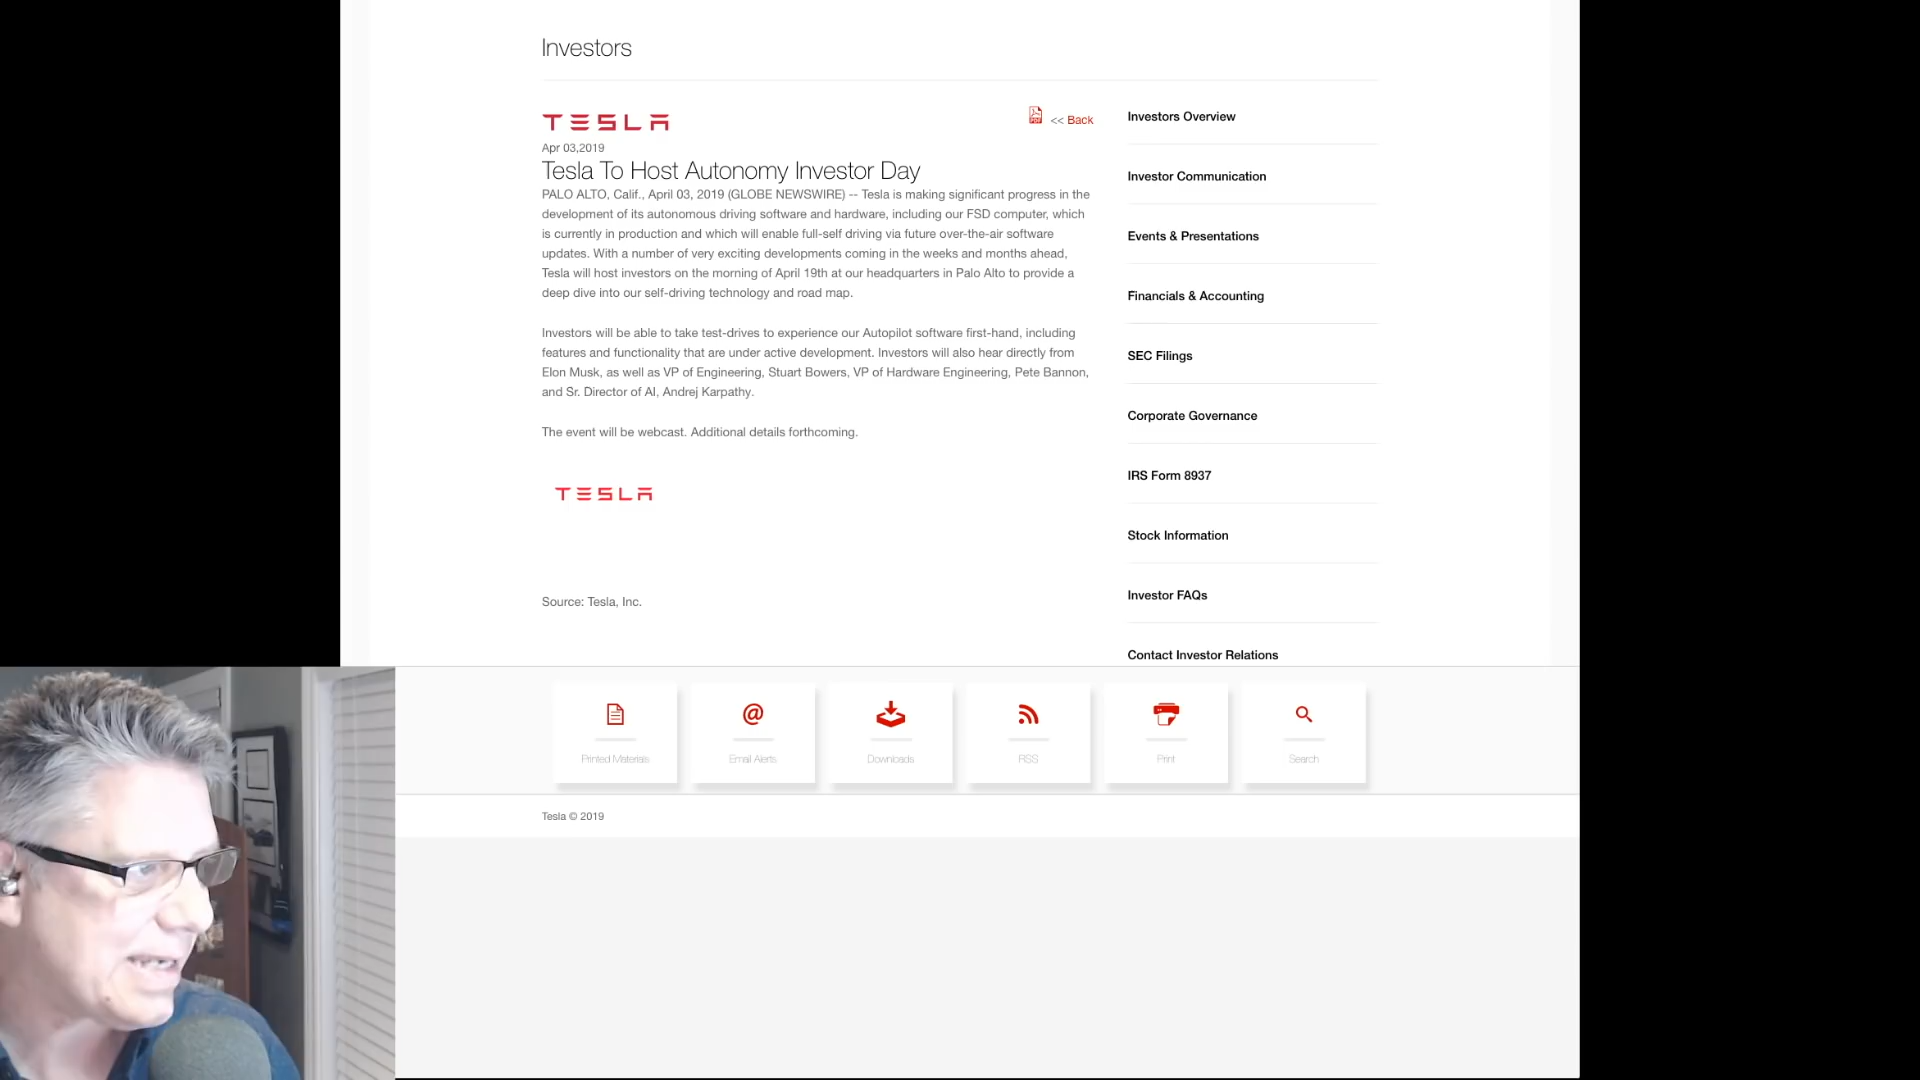 Investors
TESLA
<< Back
Apr 03,2019
Tesla To Host Autonomy Investor Day
PALO ALTO, Calif., April 03, 2019 (GLOBE NEWSWIRE) -- Tesla is making significant progress in the
development of its autonomous driving software and hardware, including our FSD computer, which
is currently in production and which will enable full-self driving via future over-the-air software
updates. With a number of very exciting developments coming in the weeks and months ahead,
Tesla will host investors on the morning of April 19th at our headquarters in Palo Alto to provide a
deep dive into our self-driving technology and road map.
Investors will be able to take test-drives to experience our Autopilot software first-hand, including
features and functionality that are under active development. Investors will also hear directly from
Elon Musk, as well as VP of Engineering, Stuart Bowers, VP of Hardware Engineering, Pete Bannon,
and Sr. Director of AI, Andrej Karpathy.
The event will be webcast. Additional details forthcoming.
TESLA
Source: Tesla, Inc.
Investors Overview
Investor Communication
Events & Presentations
Financials & Accounting
SEC Filings
Corporate Governance
IRS Form 8937
Stock Information
Investor FAQs
Contact Investor Relations
Printed Materials
Email Alerts
Downloads
RSS
Print
Search
Tesla © 2019